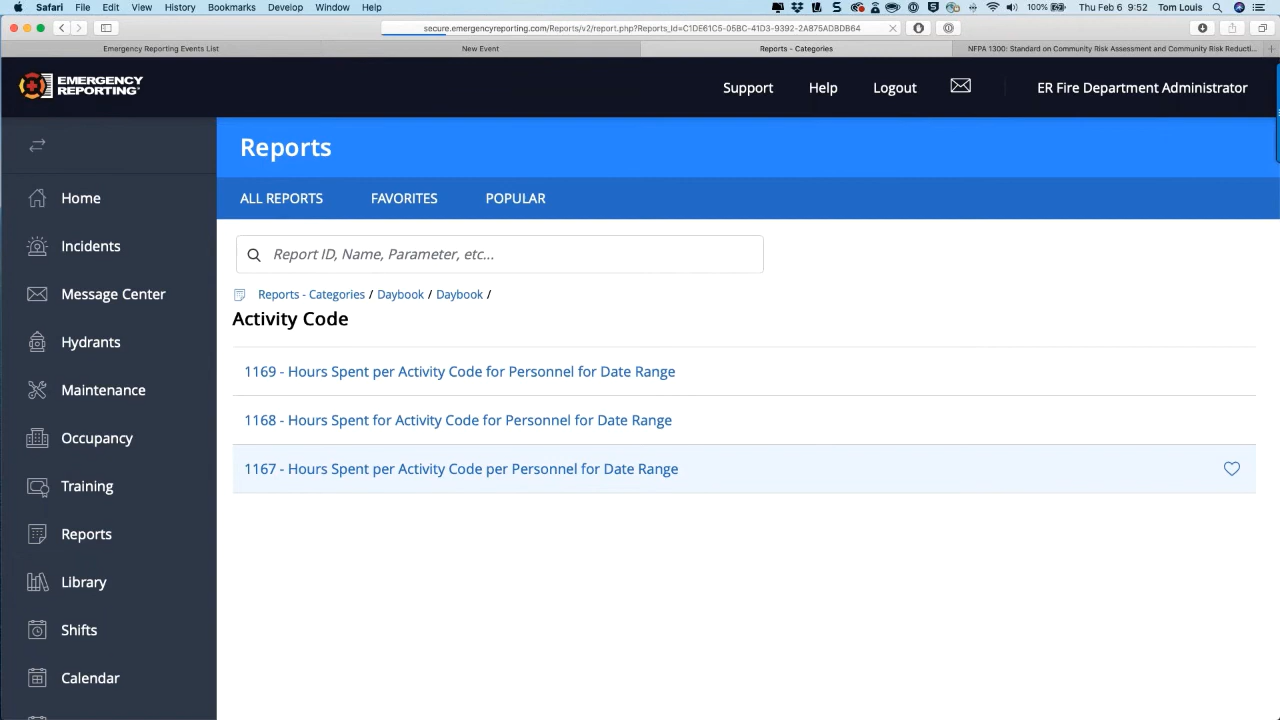 Safari File Edit View History Bookmarks Develop Window Help 100% Thu Feb 6 9:52 Tom Louis
secure.emergencyreporting.com/Reports/v2/report.php?Reports_Id=C1DE61C5-05BC-41D3-9392-2A875ADBDB64
Emergency Reporting Events List New Event Reports - Categories NFPA 1300: Standard on Community Risk Assessment and Community Risk Reducti...
EMERGENCY
REPORTING
Support Help Logout ER Fire Department Administrator
Reports
ALL REPORTS FAVORITES POPULAR
Report ID, Name, Parameter, etc...
Reports - Categories / Daybook / Daybook /
Activity Code
1169 - Hours Spent per Activity Code for Personnel for Date Range
1168 - Hours Spent for Activity Code for Personnel for Date Range
1167 - Hours Spent per Activity Code per Personnel for Date Range
Home
Incidents
Message Center
Hydrants
Maintenance
Occupancy
Training
Reports
Library
Shifts
Calendar